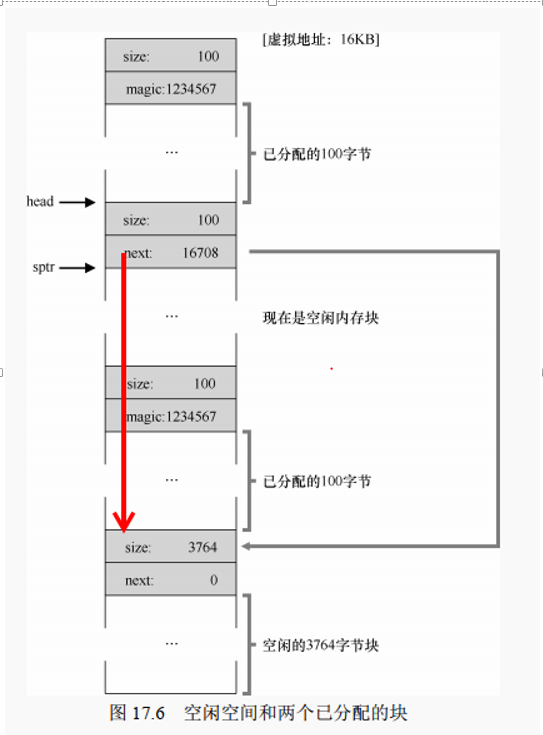 [虚拟地址：16KB]
size: 100
magic:1234567
...
已分配的100字节
head
size: 100
next: 16708
sptr
...
现在是空闲内存块
size: 100
magic:1234567
...
已分配的100字节
size: 3764
next: 0
...
空闲的3764字节块
图 17.6 空闲空间和两个已分配的块